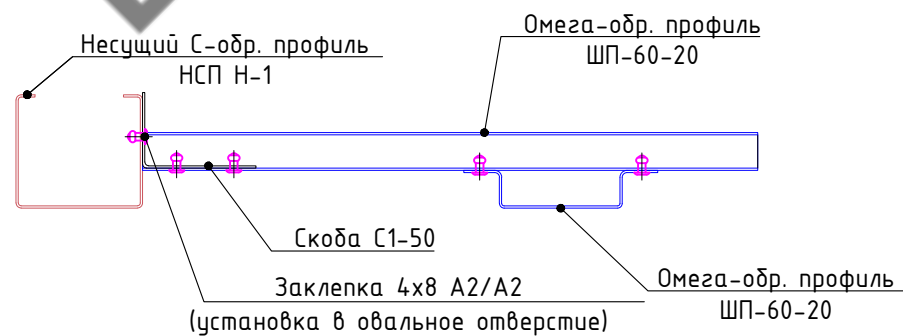 Омега-обр. профиль
ШП-60-20
Несущий С-обр. профиль
НСП Н-1
Скоба С1-50
Заклепка 4х8 А2/А2
(установка в овальное отверстие)
Омега-обр. профиль
ШП-60-20